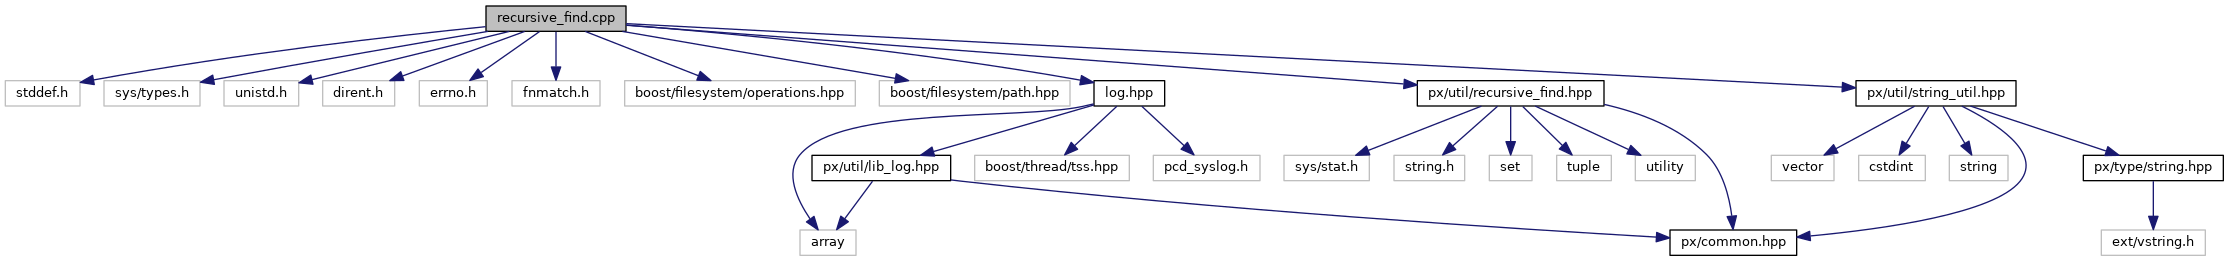 recursive_find.cpp
stddef.h
sys/types.h
unistd.h
dirent.h
errno.h
fnmatch.h
boost/filesystem/operations.hpp
boost/filesystem/path.hpp
log.hpp
px/util/recursive_find.hpp
px/util/string_util.hpp
px/util/lib_log.hpp
boost/thread/tss.hpp
pcd_syslog.h
sys/stat.h
string.h
set
tuple
utility
vector
cstdint
string
px/type/string.hpp
array
px/common.hpp
ext/vstring.h